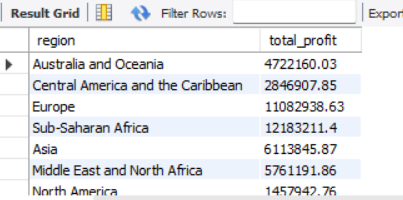 Result Grid Filter Rows: Export
region total_profit
Australia and Oceania 4722160.03
Central America and the Caribbean 2846907.85
Europe 11082938.63
Sub-Saharan Africa 12183211.4
Asia 6113845.87
Middle East and North Africa 5761191.86
North America 1457942.76